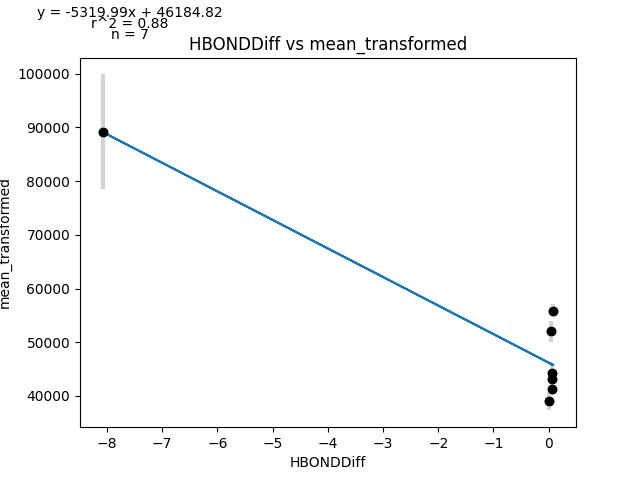 y = -5319.99x + 46184.82
r^2 = 0.88
n = 7
HBONDDiff vs mean_transformed
100000
90000
80000
70000
60000
50000
40000
mean_transformed
−8 −7 −6 −5 −4 −3 −2 −1 0
HBONDDiff